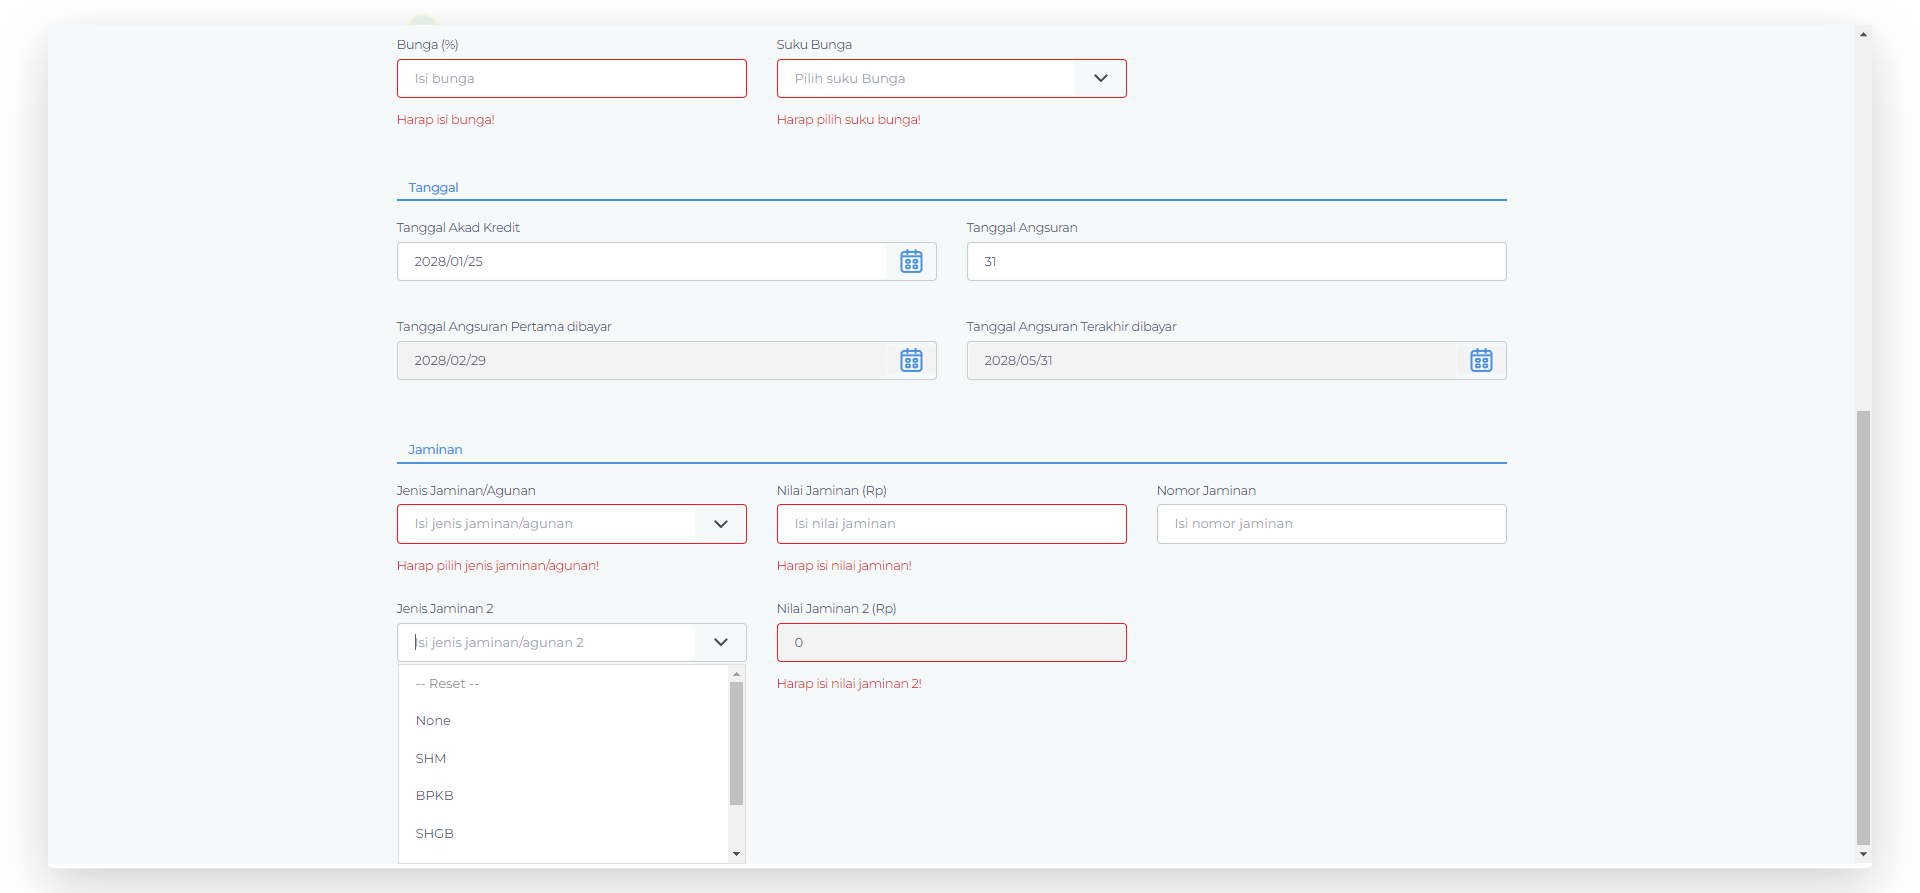 Bunga (%)
Suku Bunga
Isi bunga
Pilih suku Bunga
Harap isi bunga!
Harap pilih suku bunga!
Tanggal
Tanggal Akad Kredit
Tanggal Angsuran
2028/01/25
31
Tanggal Angsuran Pertama dibayar
Tanggal Angsuran Terakhir dibayar
2028/02/29
2028/05/31
Jaminan
Jenis Jaminan/Agunan
Nilai Jaminan (Rp)
Nomor Jaminan
Isi jenis jaminan/agunan
Isi nilai jaminan
Isi nomor jaminan
Harap pilih jenis jaminan/agunan!
Harap isi nilai jaminan!
Jenis Jaminan 2
Nilai Jaminan 2 (Rp)
Isi jenis jaminan/agunan 2
0
Harap isi nilai jaminan 2!
-- Reset --
None
SHM
BPKB
SHGB